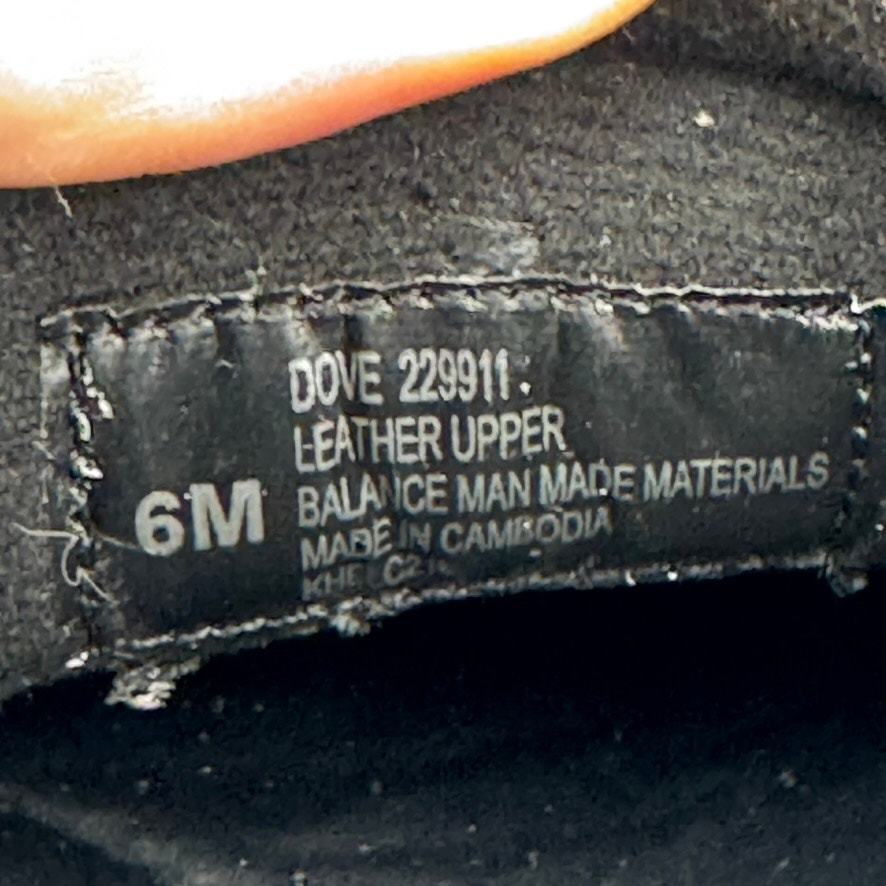 DOVE 229911
LEATHER UPPER
6M
BALANCE MAN MADE MATERIALS
MADE IN CAMBODIA